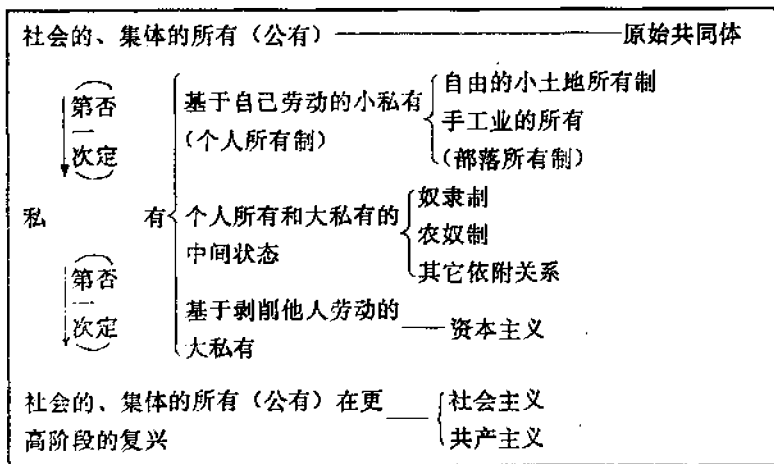 社会的、集体的所有（公有）——原始共同体
（第一次）（否定）
基于自己劳动的小私有
（个人所有制）
自由的小土地所有制
手工业的所有
（部落所有制）
私有
个人所有和大私有的
中间状态
奴隶制
农奴制
其它依附关系
（第一次）（否定）
基于剥削他人劳动的
大私有
——资本主义
社会的、集体的所有（公有）在更
高阶段的复兴
社会主义
共产主义